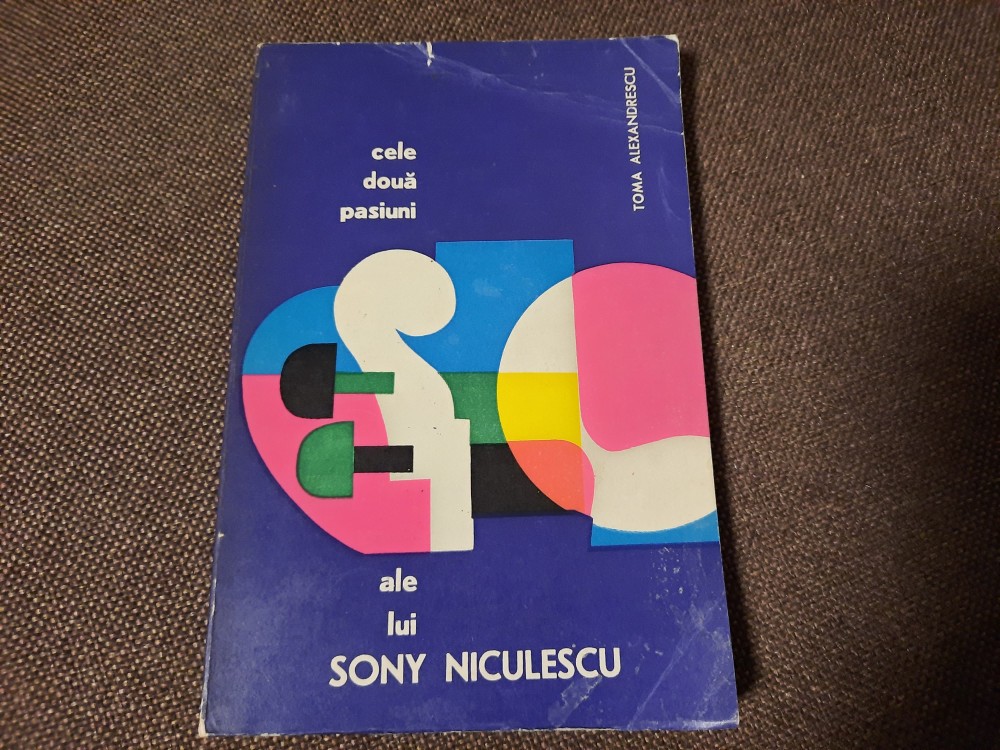 TOMA ALEXANDRESCU
cele
două
pasiuni
ale
lui
SONY NICULESCU